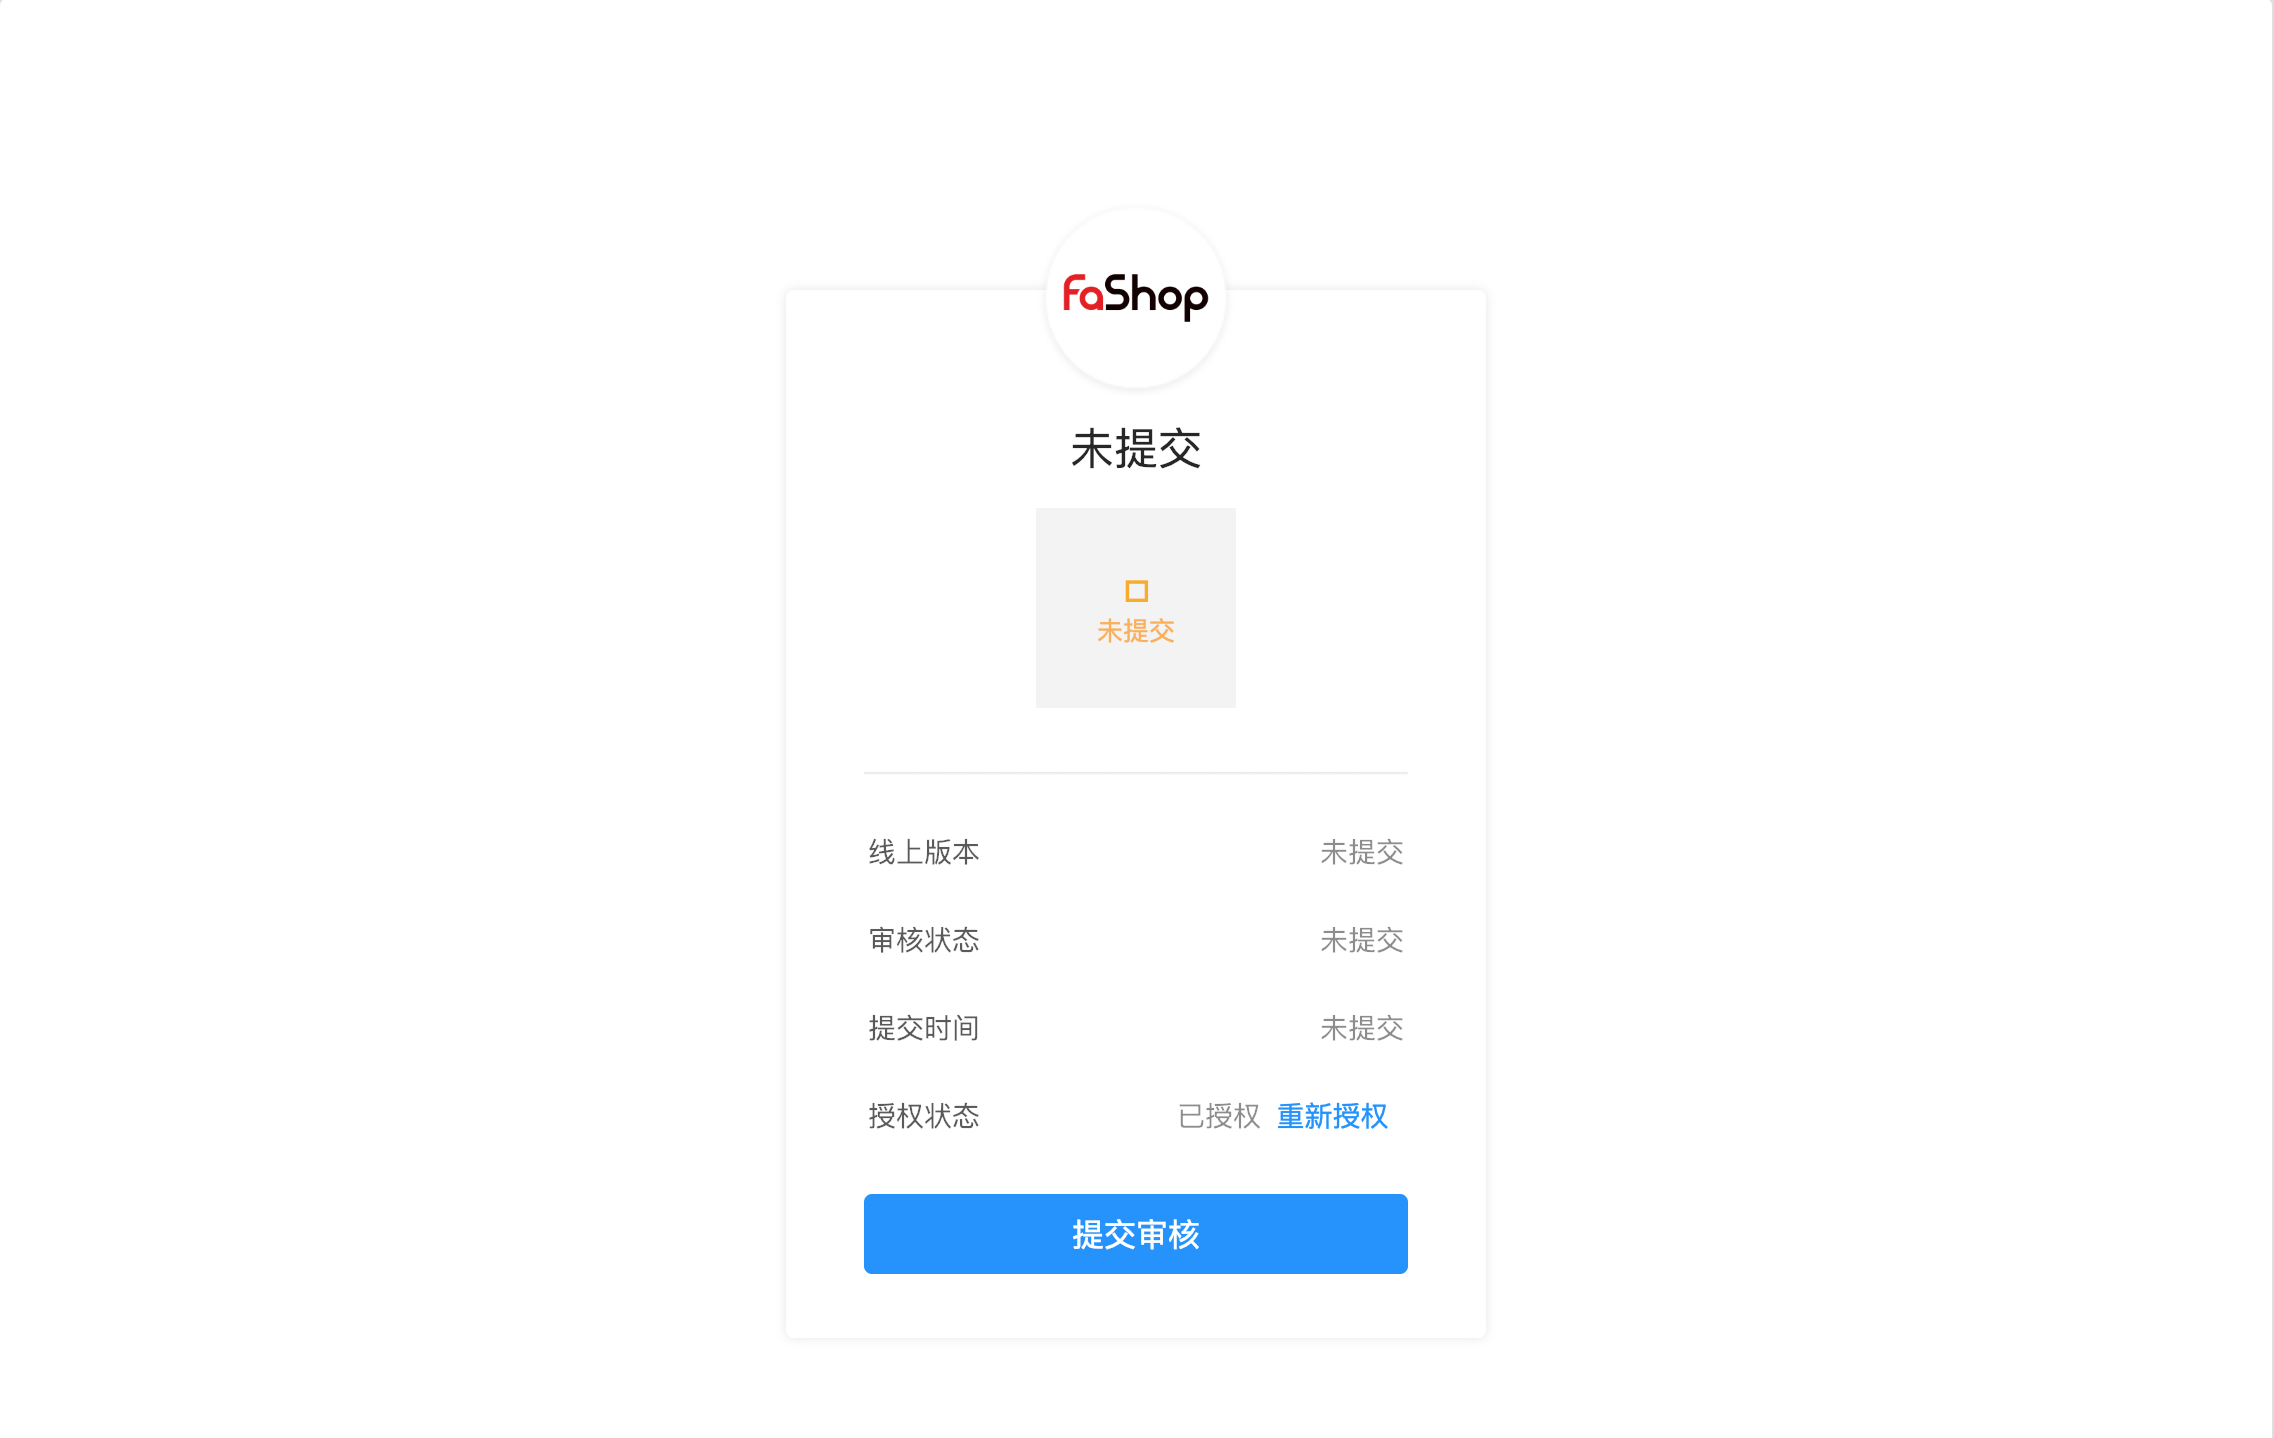 FaShop
未提交
未提交
线上版本 未提交
审核状态 未提交
提交时间 未提交
授权状态 已授权 重新授权
提交审核